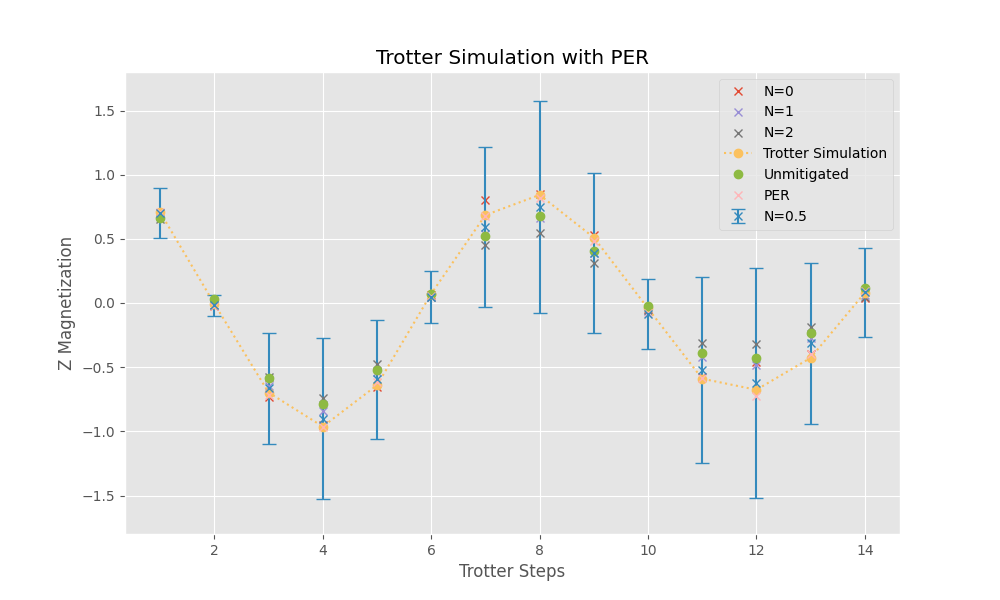 Trotter Simulation with PER
N=0
N=1
N=2
Trotter Simulation
Unmitigated
PER
N=0.5
Z Magnetization
1.5
1.0
0.5
0.0
−0.5
−1.0
−1.5
2 4 6 8 10 12 14
Trotter Steps